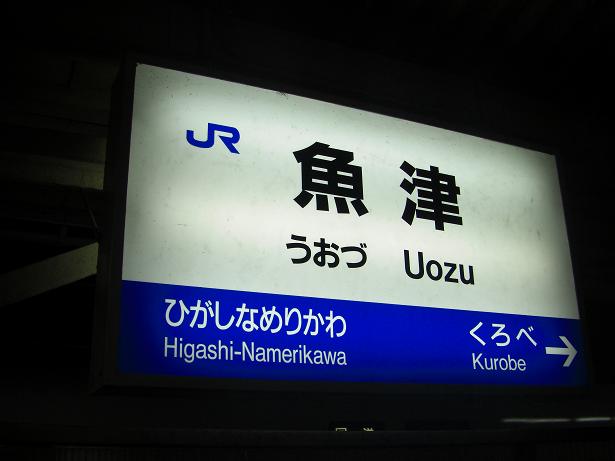 JR
魚津
うおづ Uozu
ひがしなめりかわ くろべ →
Higashi-Namerikawa Kurobe